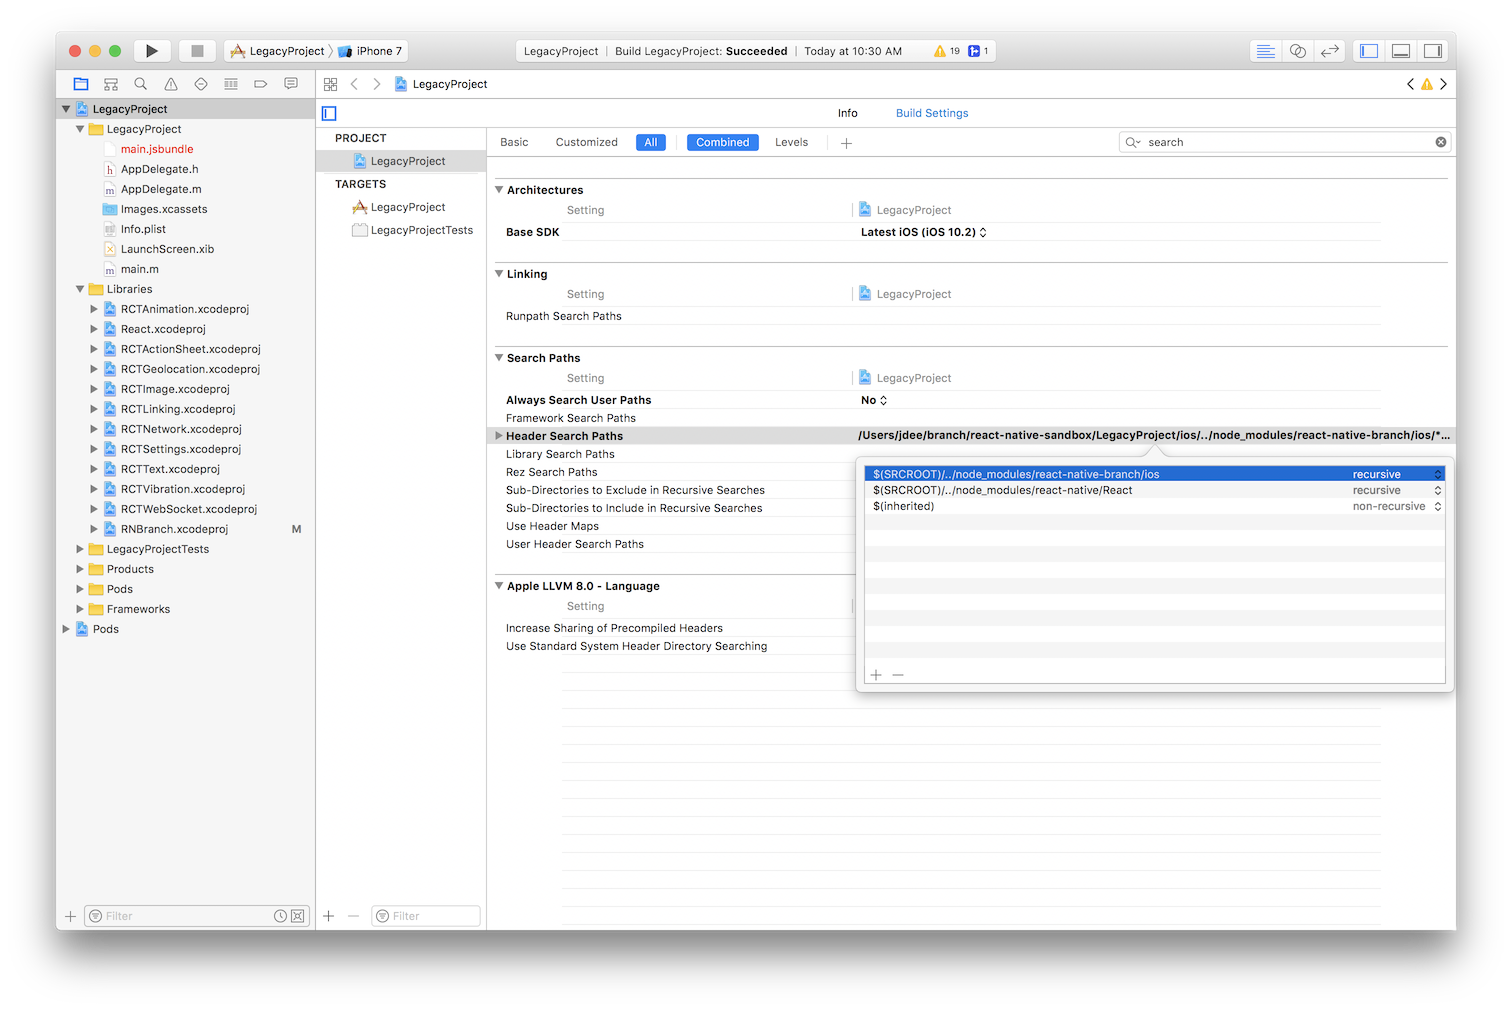 LegacyProject
iPhone 7
LegacyProject | Build LegacyProject: Succeeded | Today at 10:30 AM
19
1
LegacyProject
LegacyProject
LegacyProject
main.jsbundle
h AppDelegate.h
m AppDelegate.m
Images.xcassets
Info.plist
LaunchScreen.xib
m main.m
Libraries
RCTAnimation.xcodeproj
React.xcodeproj
RCTActionSheet.xcodeproj
RCTGeolocation.xcodeproj
RCTImage.xcodeproj
RCTLinking.xcodeproj
RCTNetwork.xcodeproj
RCTSettings.xcodeproj
RCTText.xcodeproj
RCTVibration.xcodeproj
RCTWebSocket.xcodeproj
RNBranch.xcodeproj M
LegacyProjectTests
Products
Pods
Frameworks
Pods
Filter
Info
Build Settings
PROJECT
LegacyProject
TARGETS
LegacyProject
LegacyProjectTests
Filter
Basic Customized All Combined Levels +
search
Architectures
Setting LegacyProject
Base SDK Latest iOS (iOS 10.2)
Linking
Setting LegacyProject
Runpath Search Paths
Search Paths
Setting LegacyProject
Always Search User Paths No
Framework Search Paths
Header Search Paths /Users/jdee/branch/react-native-sandbox/LegacyProject/ios/../node_modules/react-native-branch/ios/*...
Library Search Paths
Rez Search Paths
Sub-Directories to Exclude in Recursive Searches
Sub-Directories to Include in Recursive Searches
Use Header Maps
User Header Search Paths
Apple LLVM 8.0 - Language
Setting
Increase Sharing of Precompiled Headers
Use Standard System Header Directory Searching
$(SRCROOT)/../node_modules/react-native-branch/ios recursive
$(SRCROOT)/../node_modules/react-native/React recursive
$(inherited) non-recursive